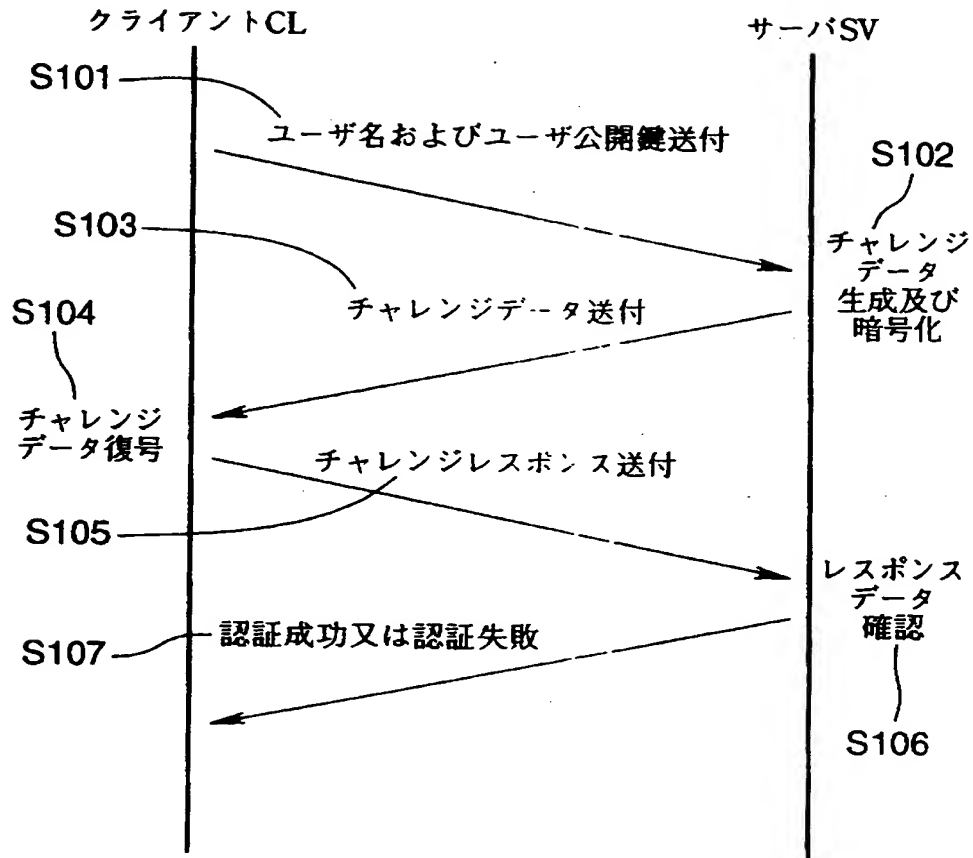 クライアントCL
サーバSV
S101
ユーザ名およびユーザ公開鍵送付
S102
S103
チャレンジ
データ
生成及び
暗号化
チャレンジデータ送付
S104
チャレンジ
データ復号
チャレンジレスポンス送付
S105
レスポンス
データ
確認
S107
認証成功又は認証失敗
S106